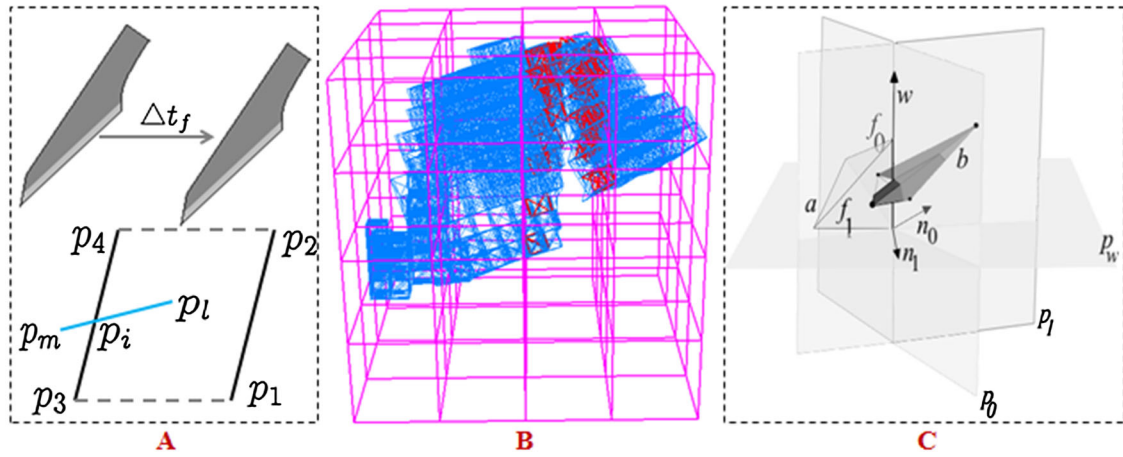 △t_f
p_4
p_2
p_m
p_i
p_l
p_3
p_1
A
B
w
f_0
b
a
f_1
n_0
n_1
p_w
p_l
p_0
C